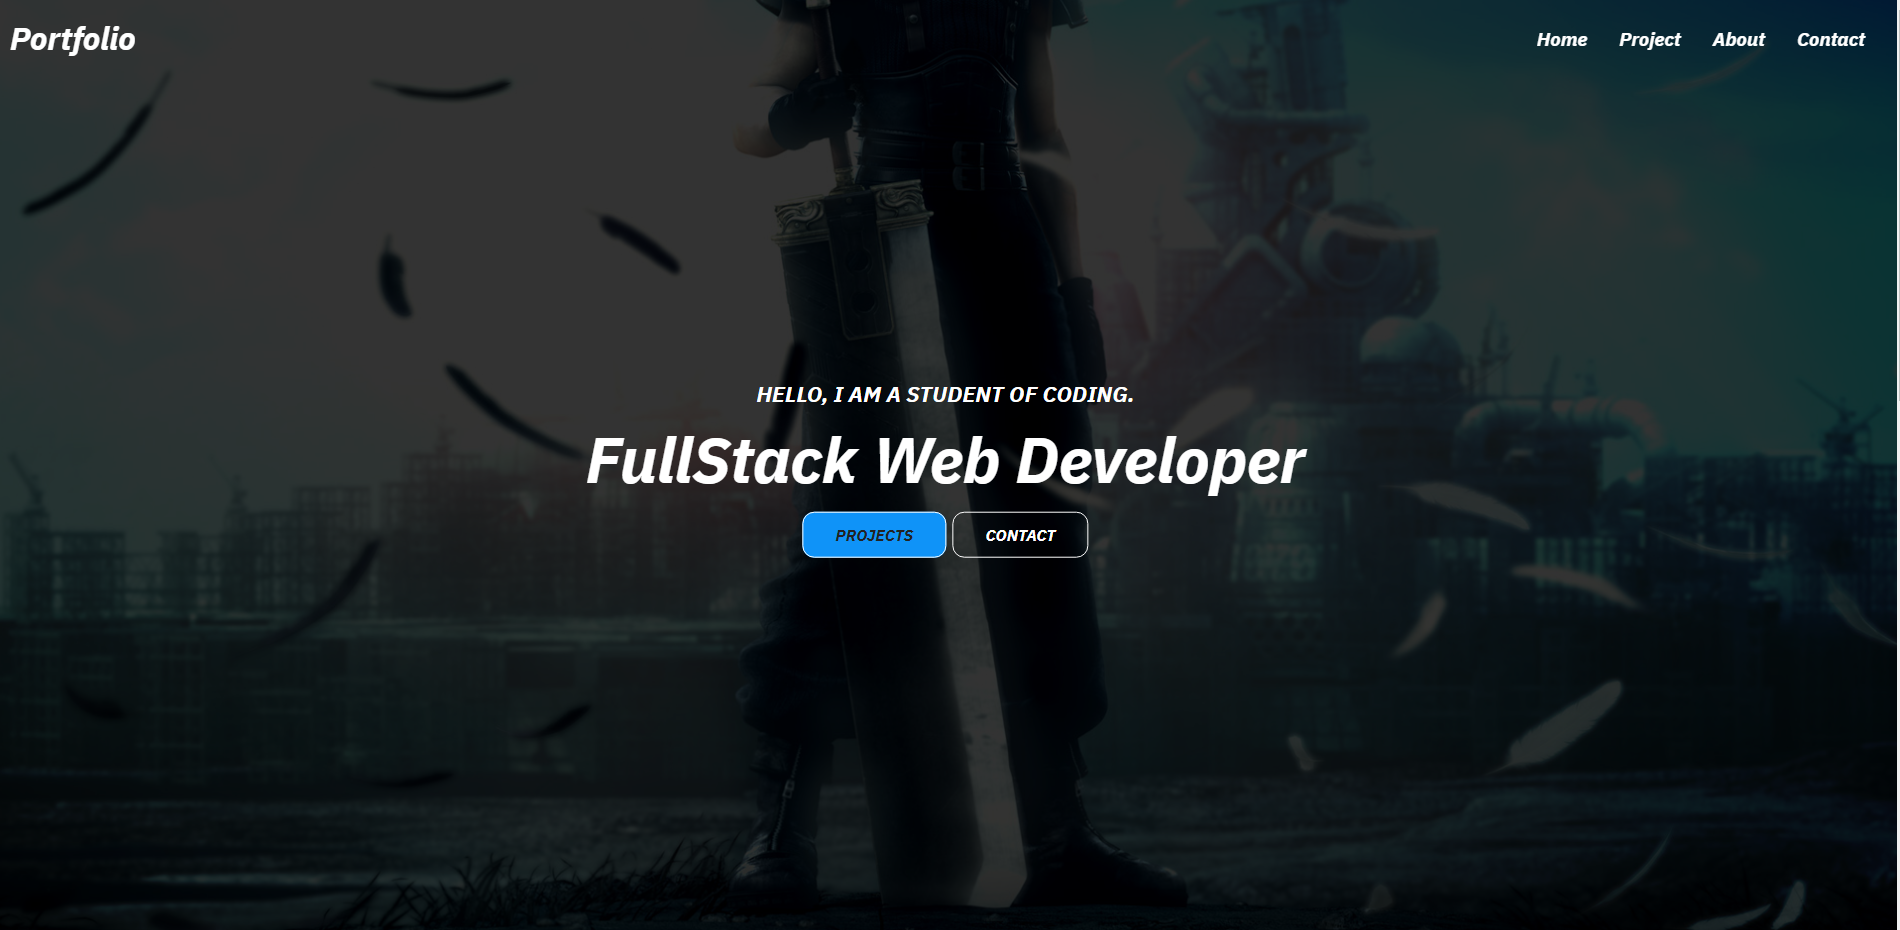 Portfolio
Home Project About Contact
HELLO, I AM A STUDENT OF CODING.
FullStack Web Developer
PROJECTS CONTACT